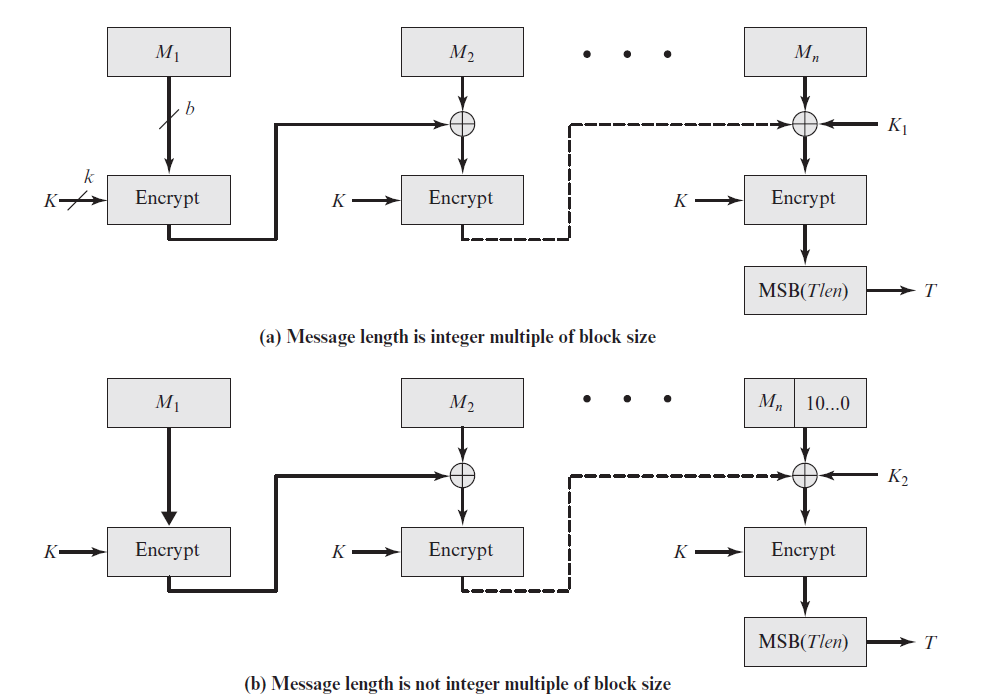 M1 M2 • • • Mn
b
K1
k
K Encrypt K Encrypt K Encrypt
MSB(Tlen) T
(a) Message length is integer multiple of block size
M1 M2 • • • Mn 10...0
K2
K Encrypt K Encrypt K Encrypt
MSB(Tlen) T
(b) Message length is not integer multiple of block size